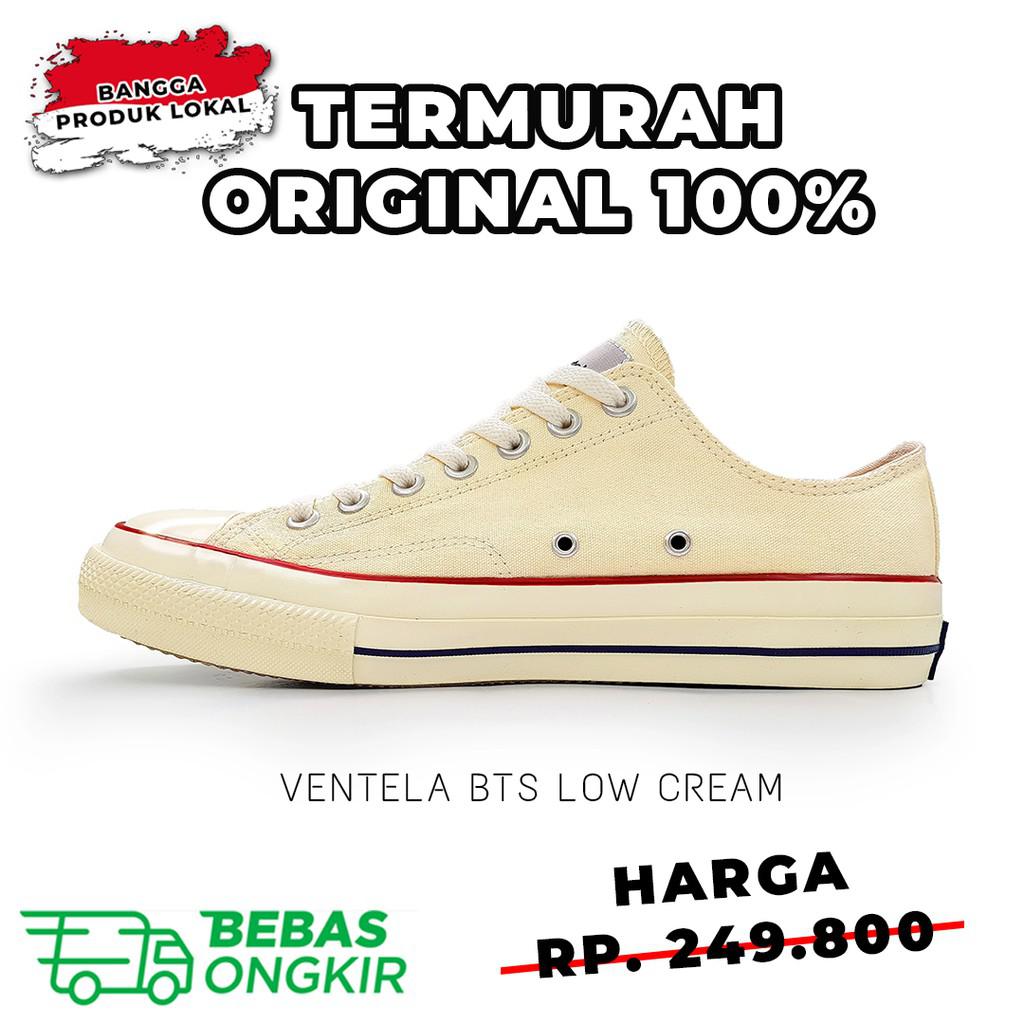 BANGGA
PRODUK LOKAL
TERMURAH
ORIGINAL 100%
VENTELA BTS LOW CREAM
HARGA
RP. 249.800
BEBAS
ONGKIR